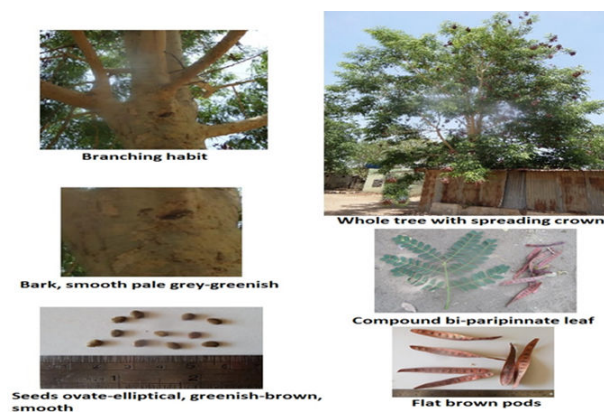 Branching habit
Whole tree with spreading crown
Bark, smooth pale grey-greenish
Compound bi-paripinnate leaf
Seeds ovate-elliptical, greenish-brown,
smooth
Flat brown pods